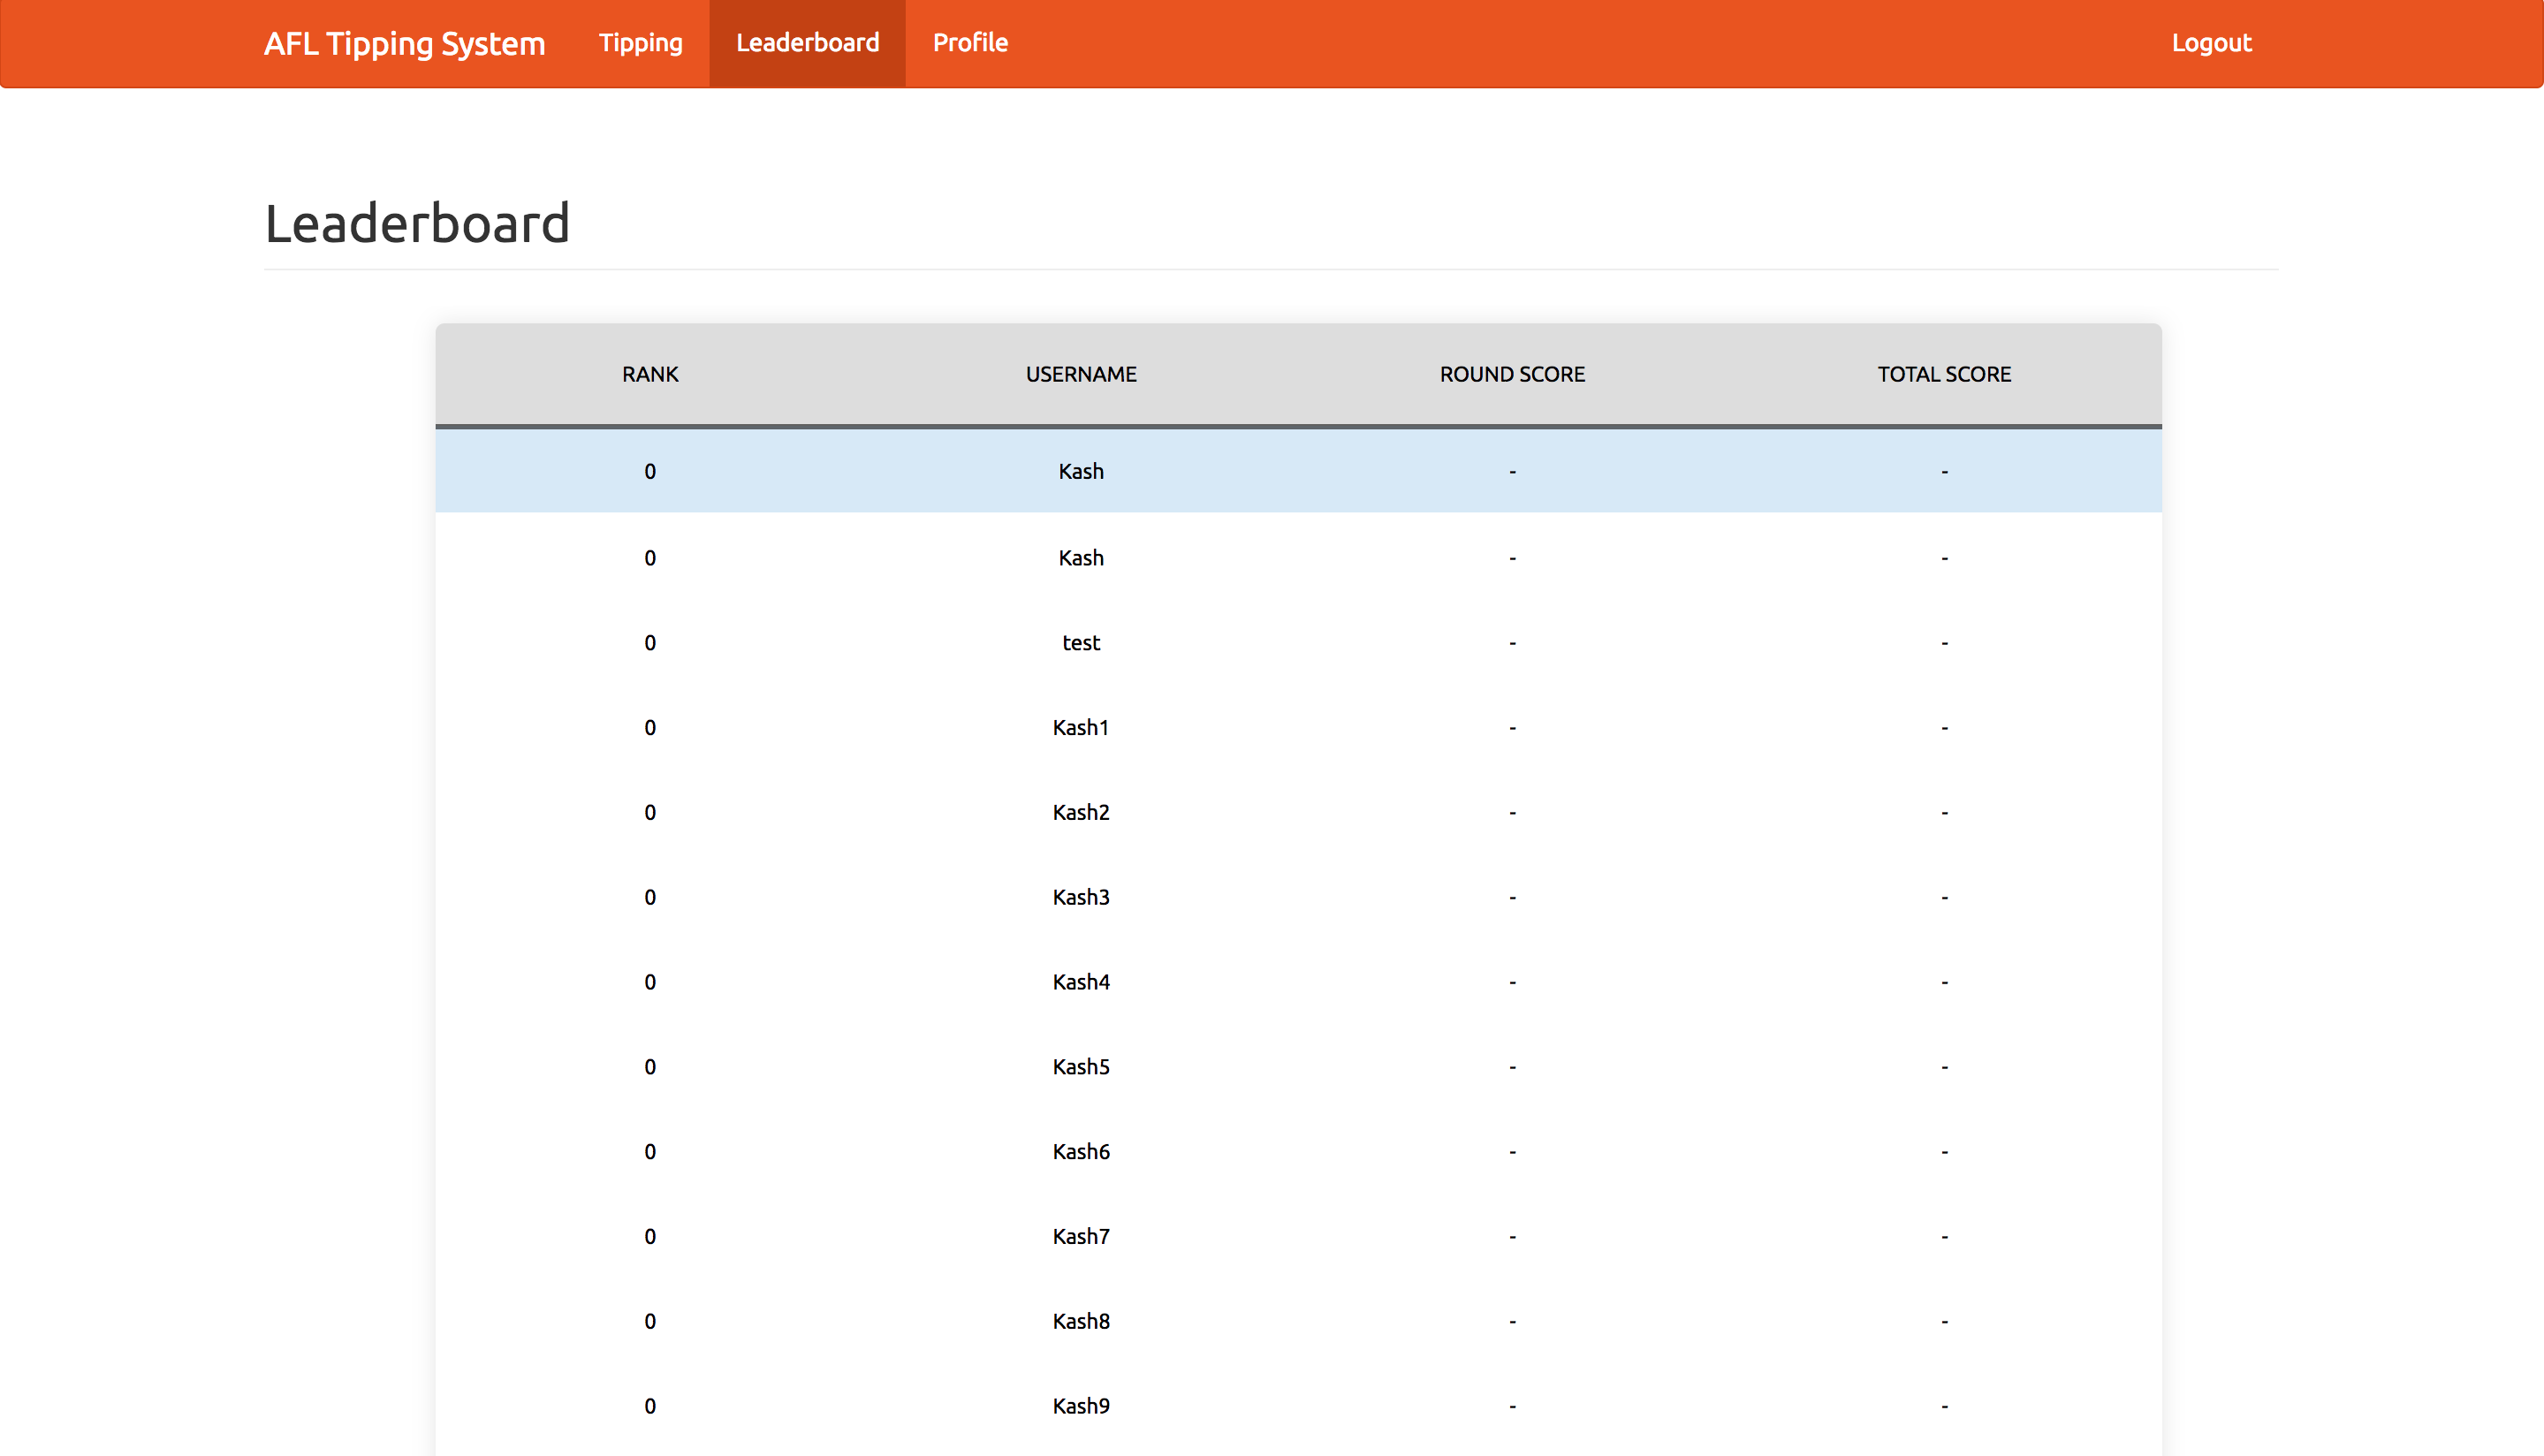 AFL Tipping System Tipping Leaderboard Profile Logout
Leaderboard
RANK USERNAME ROUND SCORE TOTAL SCORE
0 Kash - -
0 Kash - -
0 test - -
0 Kash1 - -
0 Kash2 - -
0 Kash3 - -
0 Kash4 - -
0 Kash5 - -
0 Kash6 - -
0 Kash7 - -
0 Kash8 - -
0 Kash9 - -